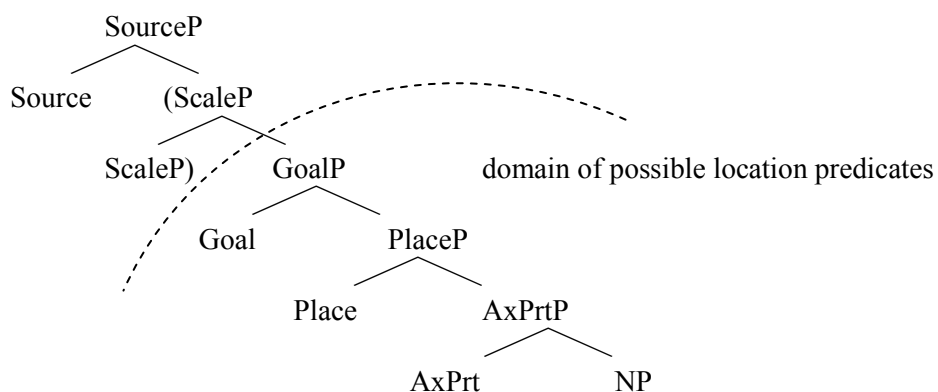 SourceP
Source (ScaleP
ScaleP) GoalP domain of possible location predicates
Goal PlaceP
Place AxPrtP
AxPrt NP